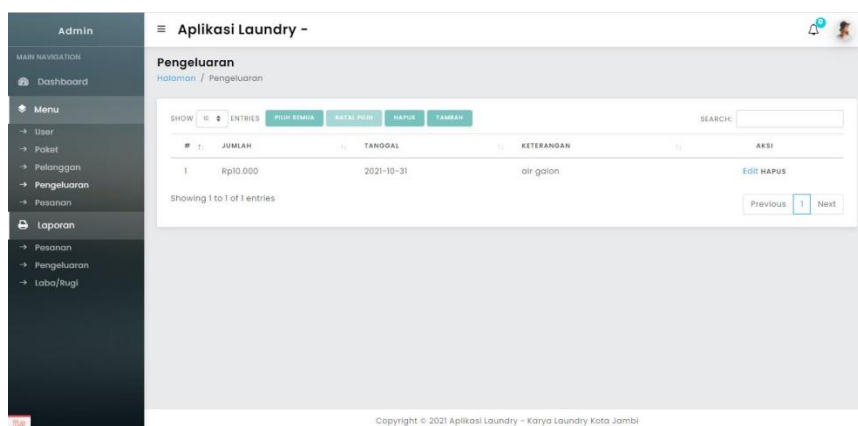 Admin
Aplikasi Laundry -
MAIN NAVIGATION
Dashboard
Menu
User
Paket
Pelanggan
Pengeluaran
Pesanan
Laporan
Pesanan
Pengeluaran
Laba/Rugi
Pengeluaran
Halaman / Pengeluaran
SHOW 10 ENTRIES PILIH SEMUA BATAL PILIH HAPUS TAMBAH SEARCH:
# JUMLAH TANGGAL KETERANGAN AKSI
1 Rp10.000 2021-10-31 air galon Edit HAPUS
Showing 1 to 1 of 1 entries Previous 1 Next
Copyright © 2021 Aplikasi Laundry - Karya Laundry Kota Jambi